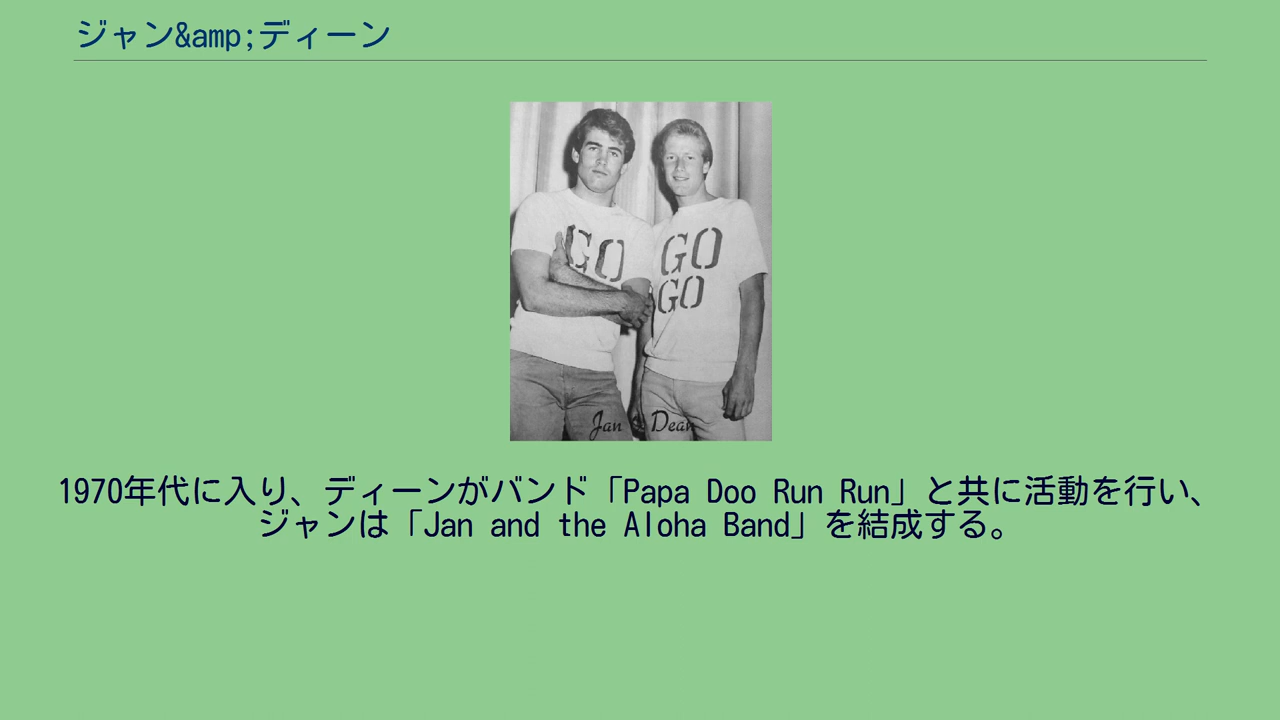 ジャン&amp;ディーン
GO GO
GO
Jan & Dean
1970年代に入り、ディーンがバンド「Papa Doo Run Run」と共に活動を行い、
ジャンは「Jan and the Aloha Band」を結成する。